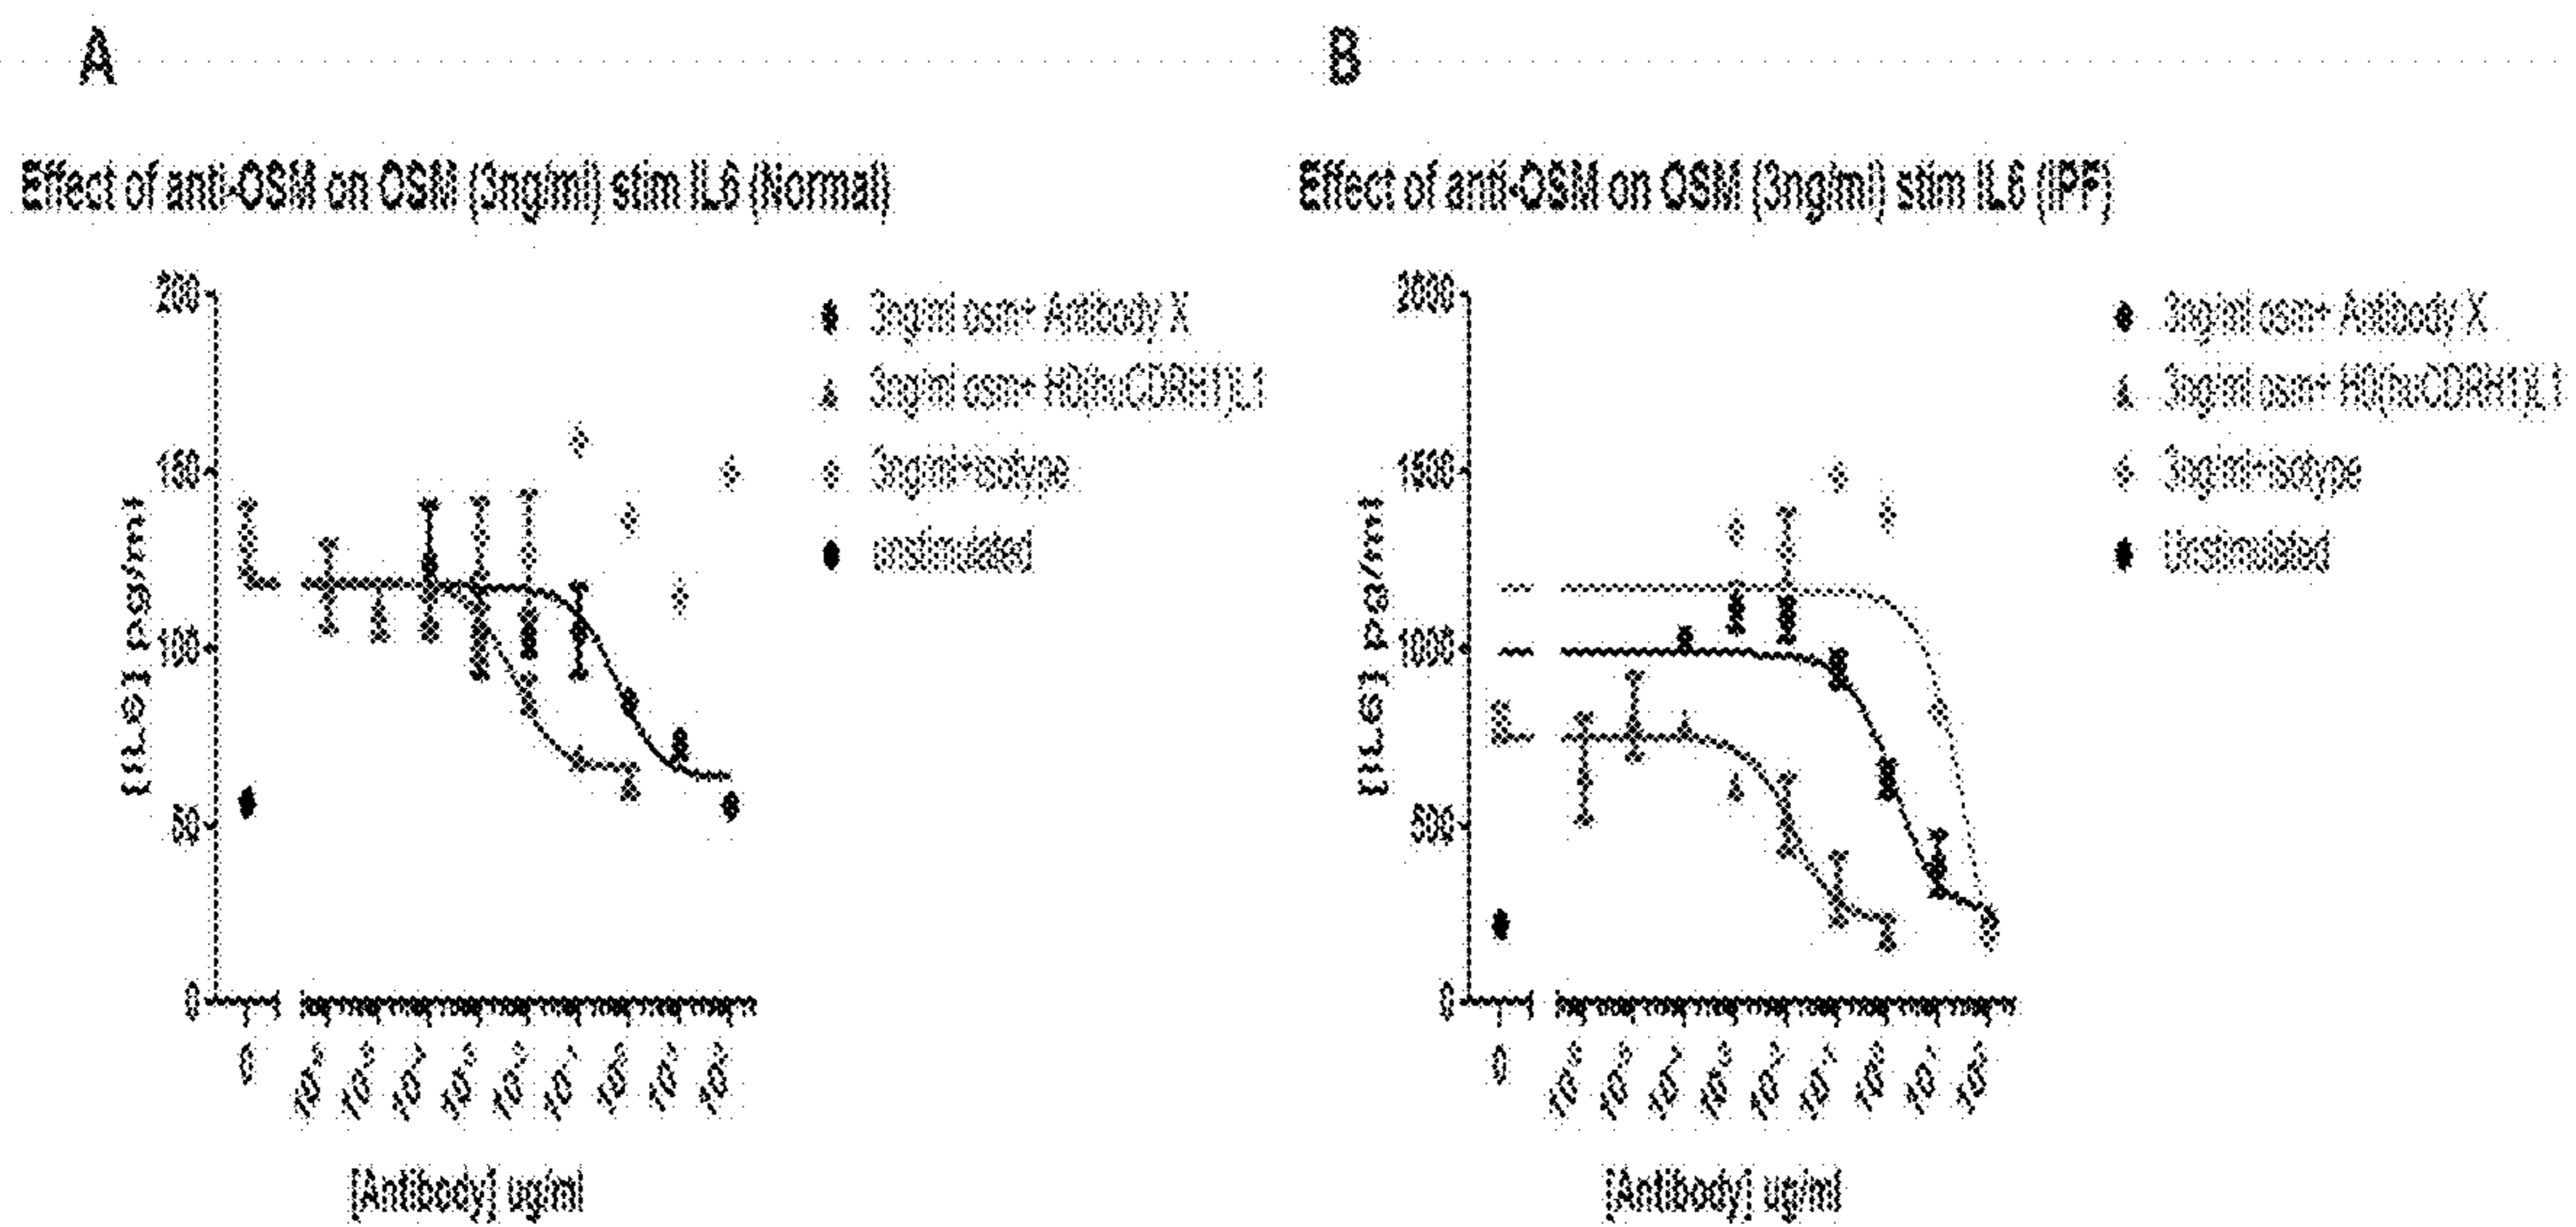 A
Effect of anti-OSM on OSM (3ng/ml) stim IL6 (Normal)
200
150
100
50
0
[IL6] pg/ml
3ng/ml osm+ Antibody X
3ng/ml osm+ H0(huCDRH1)L1
3ng/ml+isotype
unstimulated
0
[Antibody] ug/ml
B
Effect of anti-OSM on OSM (3ng/ml) stim IL6 (IPF)
2000
1500
1000
500
0
[IL6] pg/ml
3ng/ml osm+ Antibody X
3ng/ml osm+ H0(huCDRH1)L1
3ng/ml+isotype
Unstimulated
0
[Antibody] ug/ml